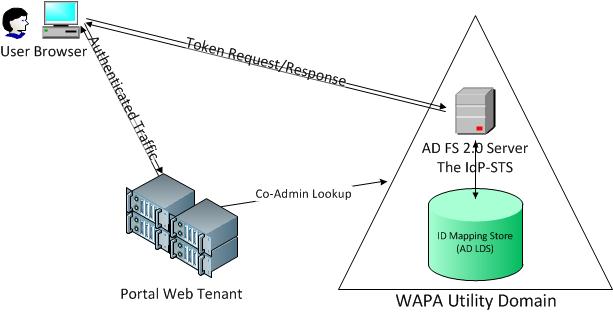 User Browser
Token Request/Response
Authenticated Traffic
AD FS 2.0 Server
The IdP-STS
Co-Admin Lookup
ID Mapping Store
(AD LDS)
Portal Web Tenant
WAPA Utility Domain